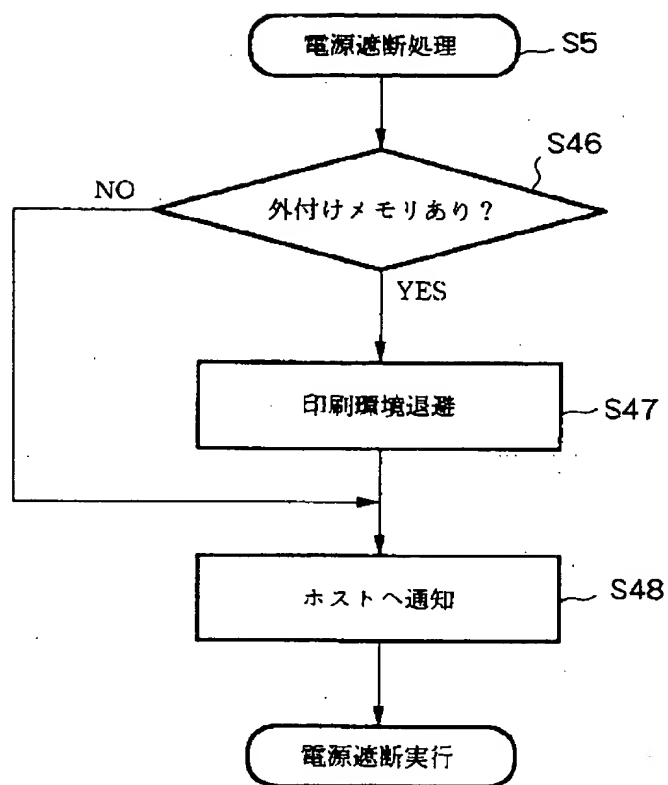 電源遮断処理
S5
S46
外付けメモリあり？
NO
YES
印刷環境退避
S47
ホストへ通知
S48
電源遮断実行